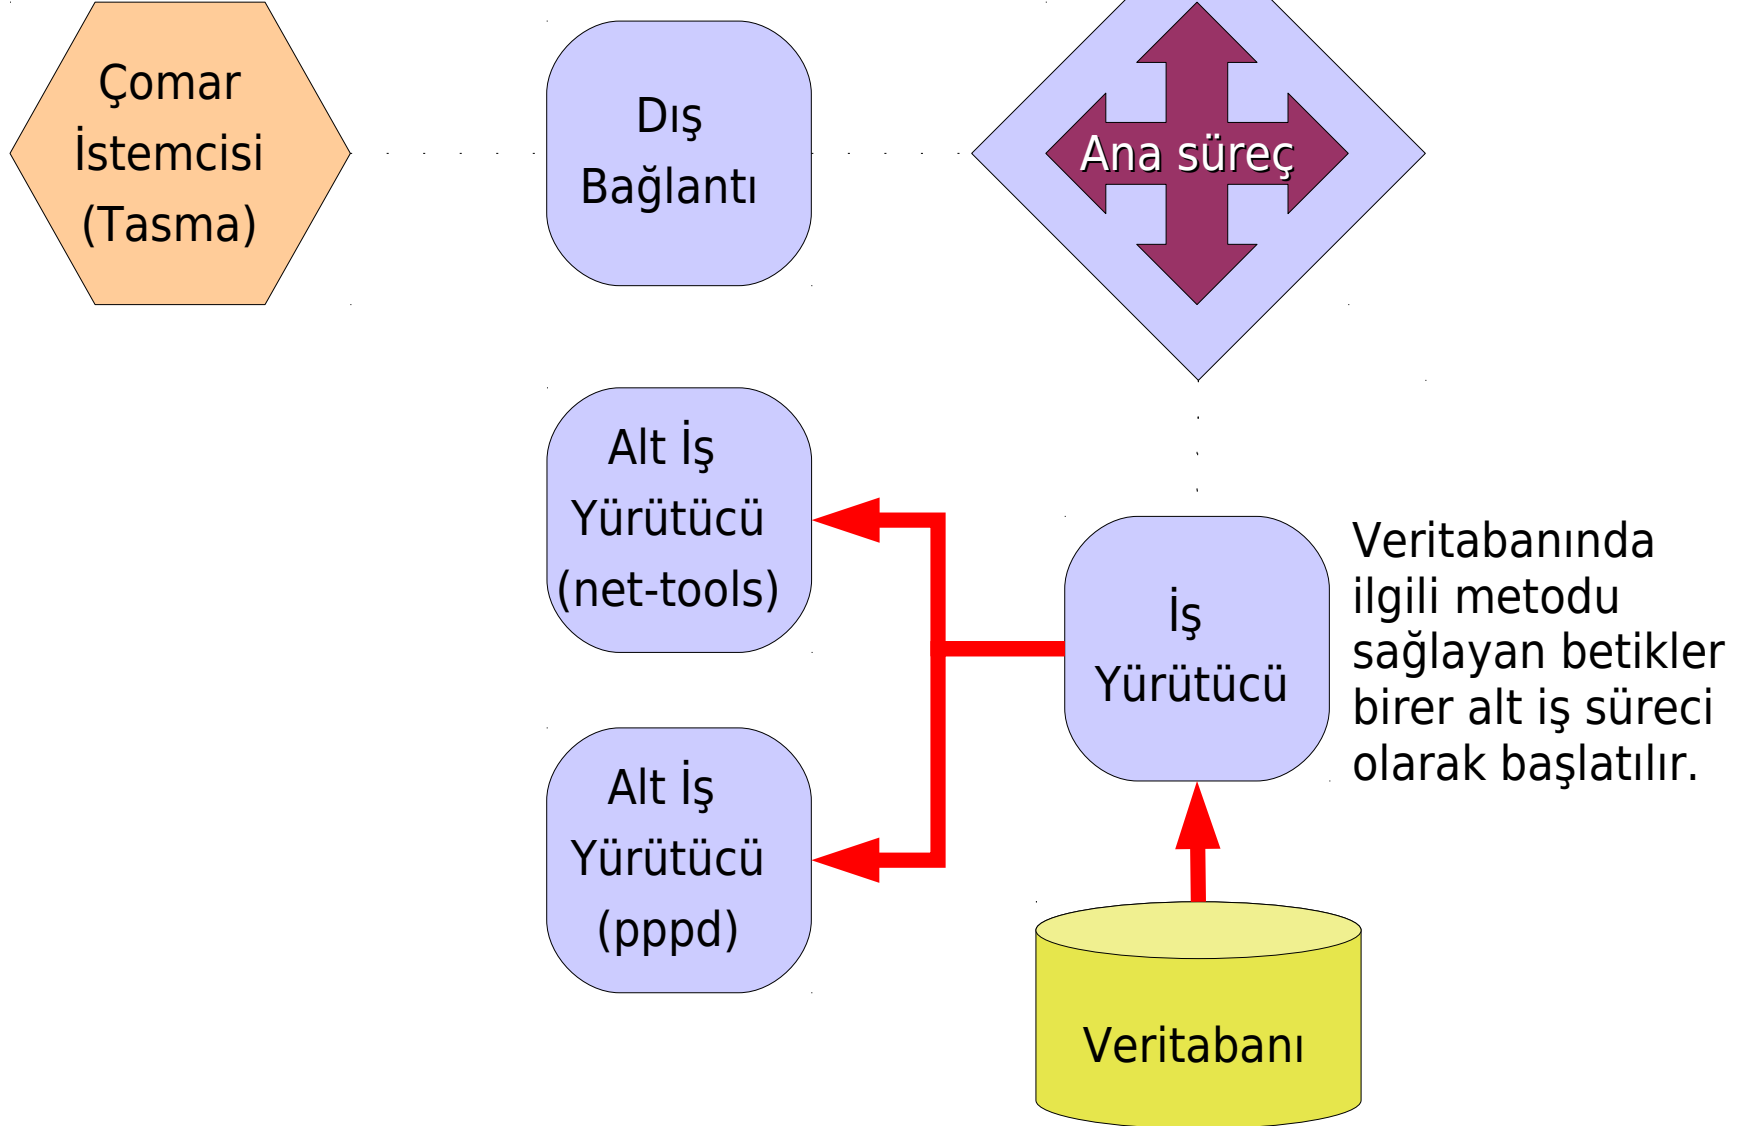 Çomar
İstemcisi
(Tasma)
Dış
Bağlantı
Ana süreç
Alt İş
Yürütücü
(net-tools)
İş
Yürütücü
Veritabanında
ilgili metodu
sağlayan betikler
birer alt iş süreci
olarak başlatılır.
Alt İş
Yürütücü
(pppd)
Veritabanı